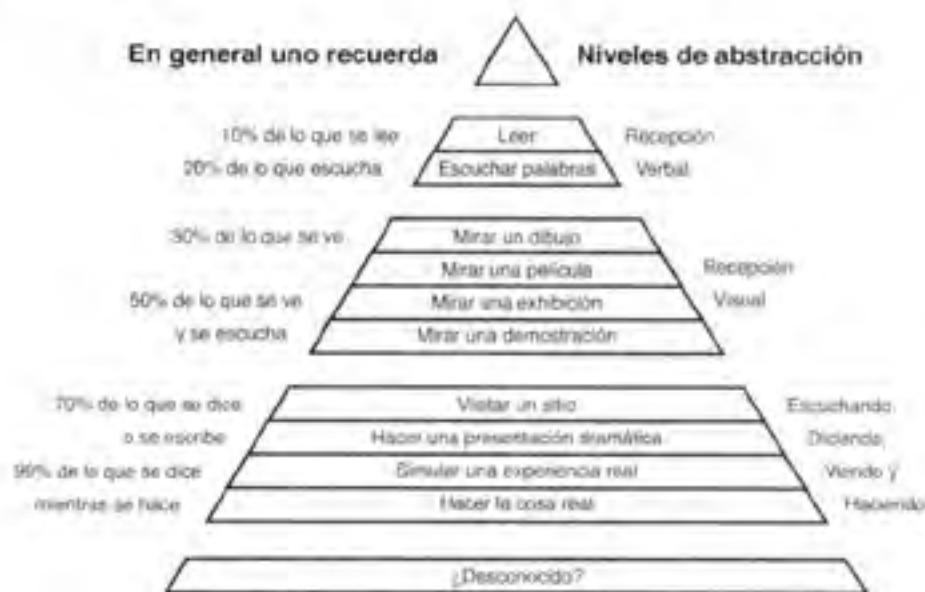 En general uno recuerda
Niveles de abstracción
10% de lo que se lee
Leer
Recepción
20% de lo que escucha
Escuchar palabras
Verbal
30% de lo que se ve
Mirar un dibujo
Mirar una película
Recepción
50% de lo que se ve
Mirar una exhibición
Visual
y se escucha
Mirar una demostración
70% de lo que se dice
Visitar un sitio
Escuchando
o se escribe
Hacer una presentación dramática
Diciendo,
90% de lo que se dice
Simular una experiencia real
Viendo y
mientras se hace
Hacer la cosa real
Haciendo
¿Desconocido?